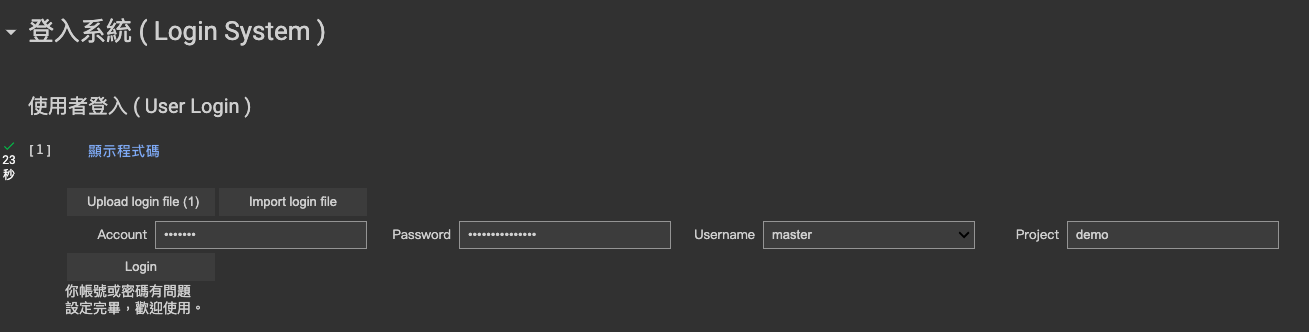 登入系統 ( Login System )
使用者登入 ( User Login )
[1] 顯示程式碼
23
秒
Upload login file (1) Import login file
Account ••••••• Password ••••••••••••••• Username master Project demo
Login
你帳號或密碼有問題
設定完畢，歡迎使用。